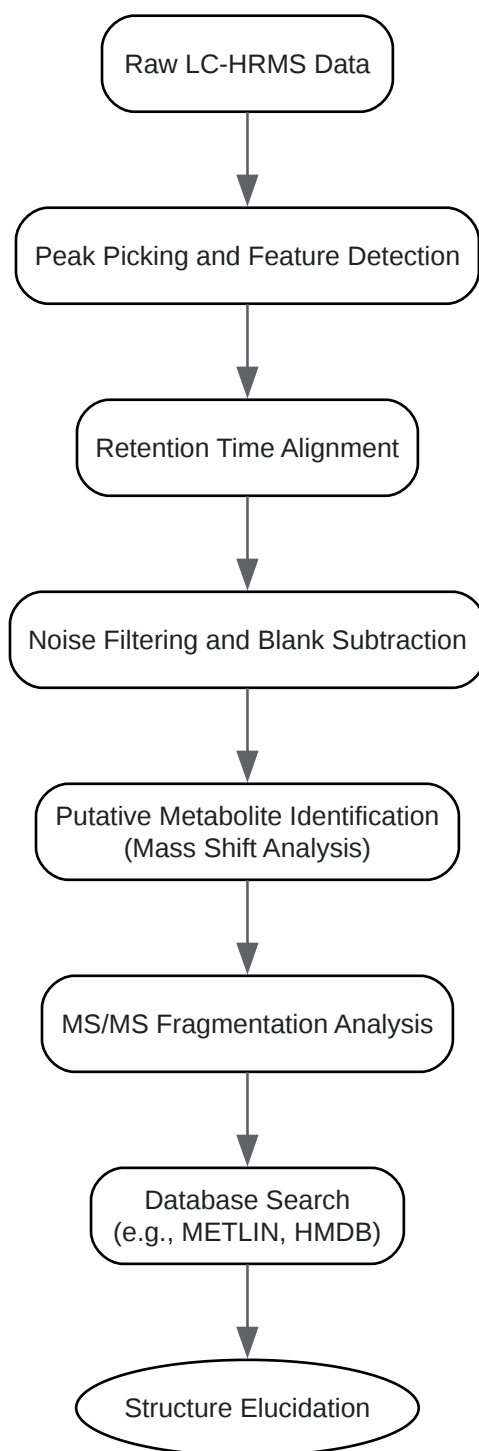 Raw LC-HRMS Data
Peak Picking and Feature Detection
Retention Time Alignment
Noise Filtering and Blank Subtraction
Putative Metabolite Identification
(Mass Shift Analysis)
MS/MS Fragmentation Analysis
Database Search
(e.g., METLIN, HMDB)
Structure Elucidation